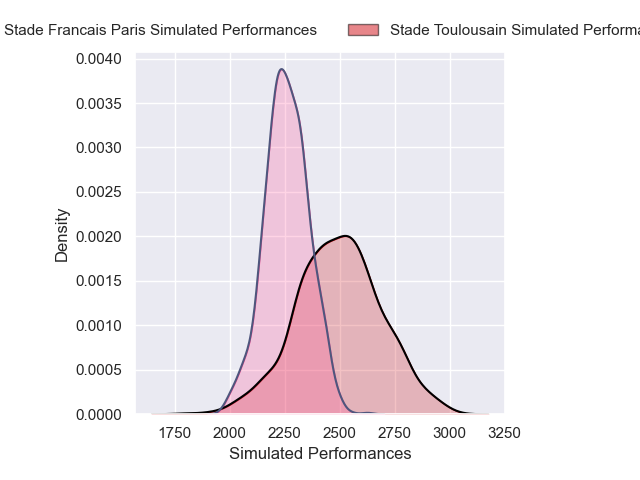 Stade Francais Paris Simulated Performances
Stade Toulousain Simulated
0.0040
0.0035
0.0030
0.0025
0.0020
0.0015
0.0010
0.0005
0.0000
Density
1750 2000 2250 2500 2750 3000 3250
Simulated Performances